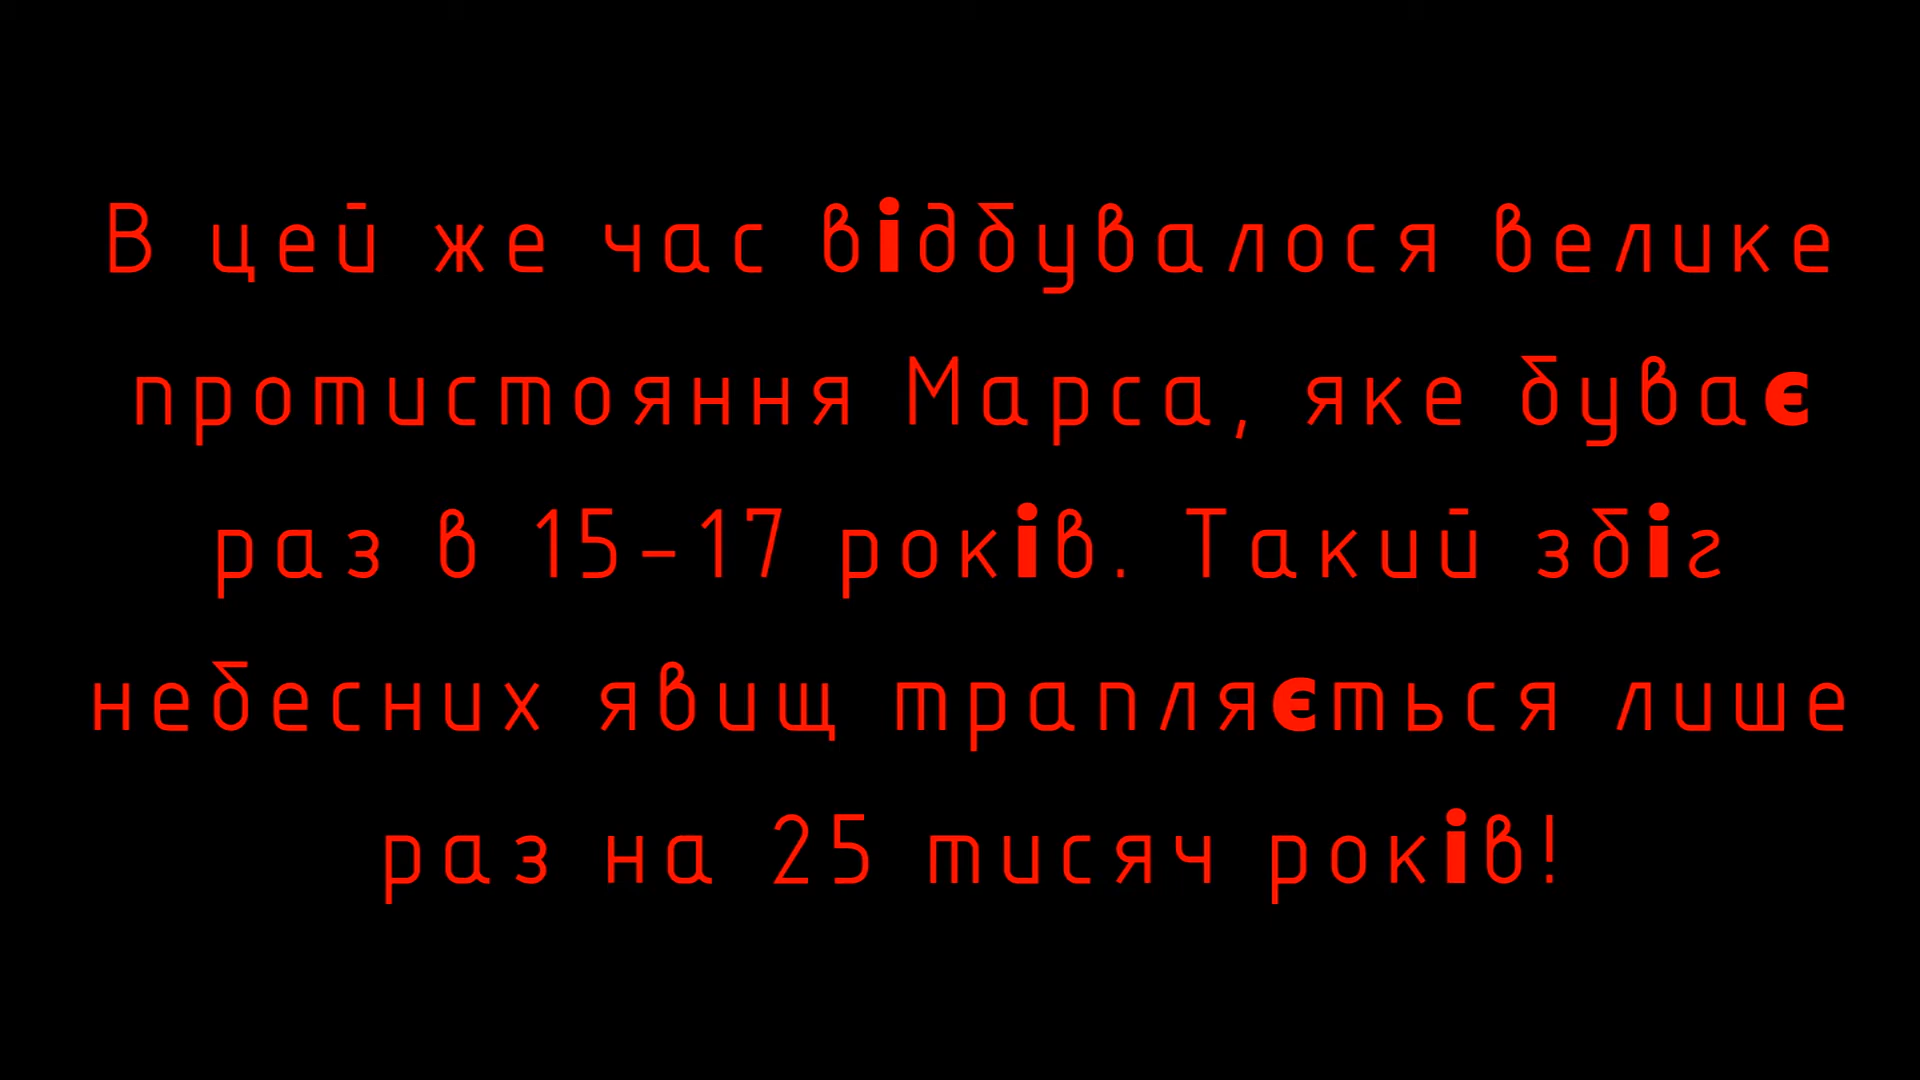 В цей же час відбувалося велике
протистояння Марса, яке буває
раз в 15-17 років. Такий збіг
небесних явищ трапляється лише
раз на 25 тисяч років!